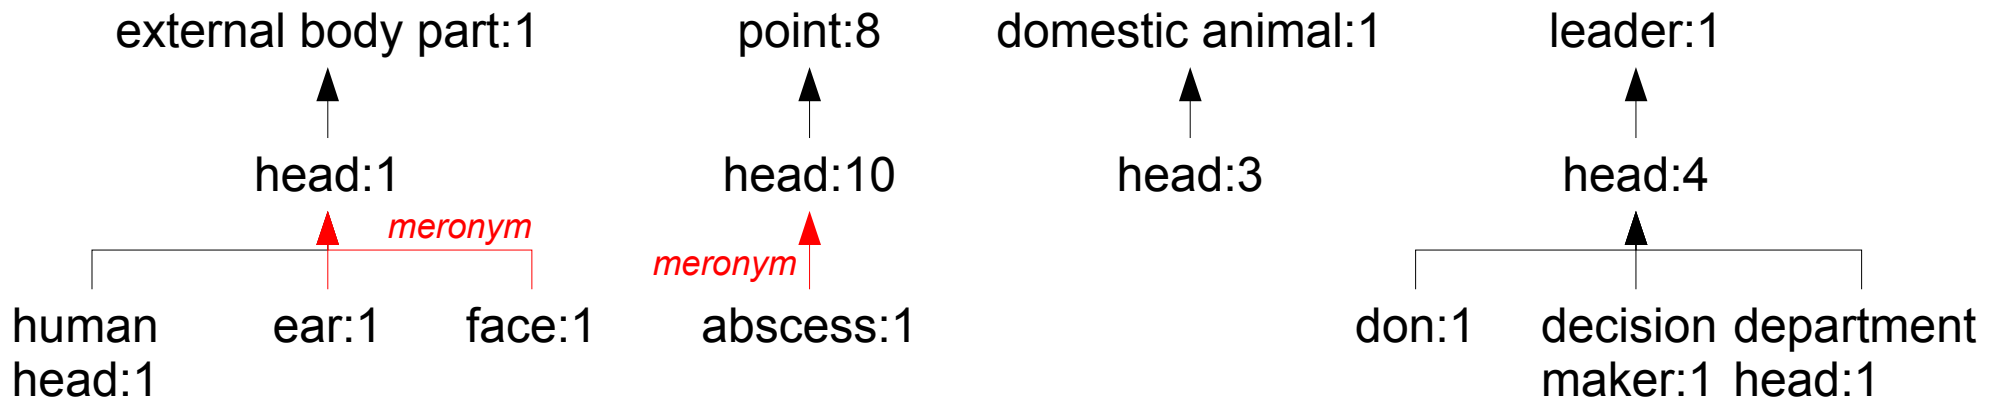 external body part:1 point:8 domestic animal:1 leader:1
head:1 head:10 head:3 head:4
meronym
meronym
human ear:1 face:1 abscess:1 don:1 decision department
head:1 maker:1 head:1